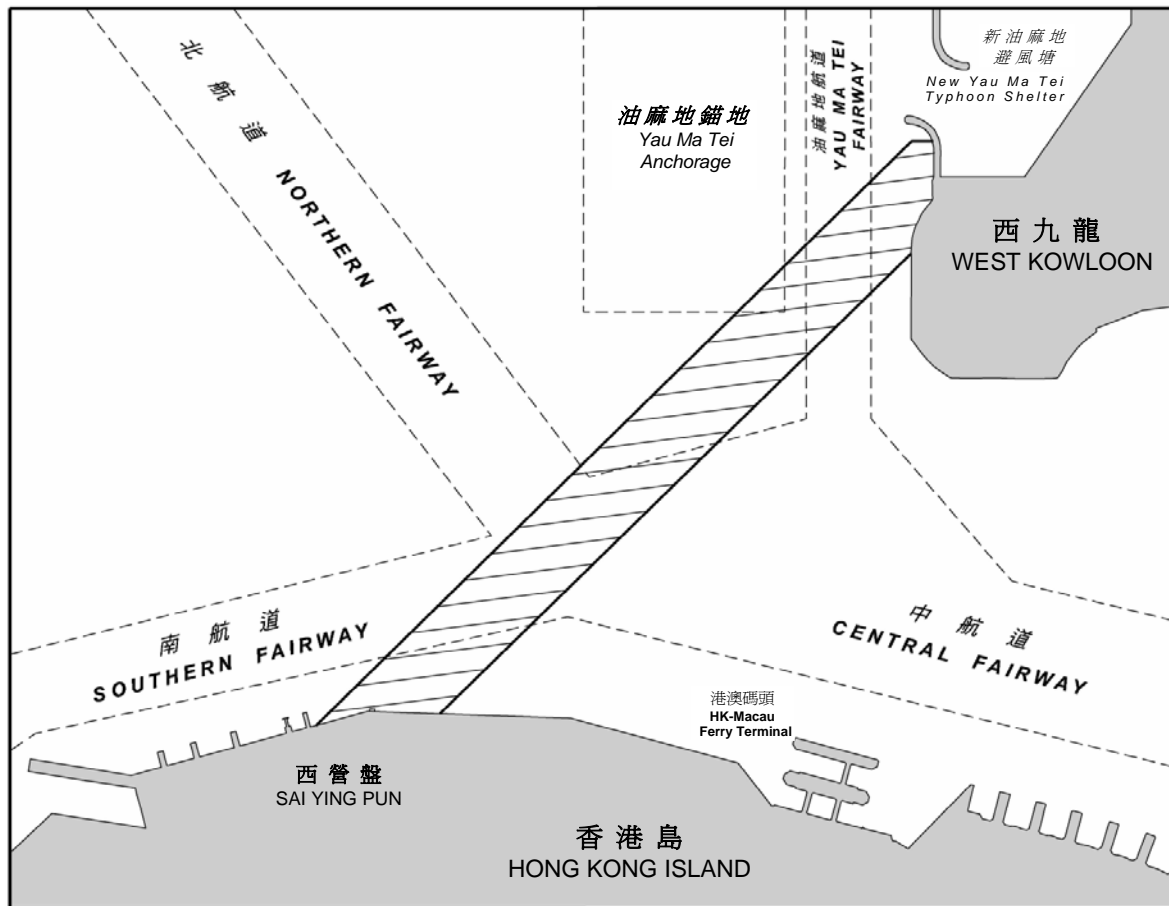 北航道
NORTHERN FAIRWAY
油麻地錨地
Yau Ma Tei
Anchorage
油麻地航道
YAU MA TEI
FAIRWAY
新油麻地
避風塘
New Yau Ma Tei
Typhoon Shelter
西九龍
WEST KOWLOON
南航道
SOUTHERN FAIRWAY
中航道
CENTRAL FAIRWAY
港澳碼頭
HK-Macau
Ferry Terminal
西營盤
SAI YING PUN
香港島
HONG KONG ISLAND